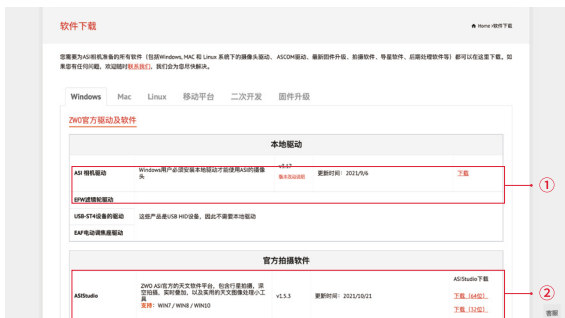 软件下载
Home /软件下载
您需要为ASI相机准备的所有软件（包括Windows, MAC 和 Linux 系统下的摄像头驱动、 ASCOM驱动、最新固件升级、拍摄软件、导星软件、后期处理软件等）都可以在这里下载。如
果您有任何问题，欢迎随时联系我们，我们会为您尽快解决。
Windows Mac Linux 移动平台 二次开发 固件升级
ZWO官方驱动及软件
本地驱动
ASI 相机驱动 Windows用户必须安装本地驱动才能使用ASI的摄像头 v3.17 版本发动说明 更新时间：2021/9/6 下载
①
EFW滤镜轮驱动
USB-ST4设备的驱动 这些产品是USB HID设备，因此不需要本地驱动
EAF电动调焦座驱动
官方拍摄软件
ASIStudio下载
ASIStudio ZWO ASI官方的天文软件平台，包含行星拍摄，深
空拍摄，实时叠加，以及实用的天文图像处理小工
具
支持：WIN7 / WIN8 / WIN10
v1.5.3 更新时间：2021/10/21 下载（64位）
下载（32位）
②
客服